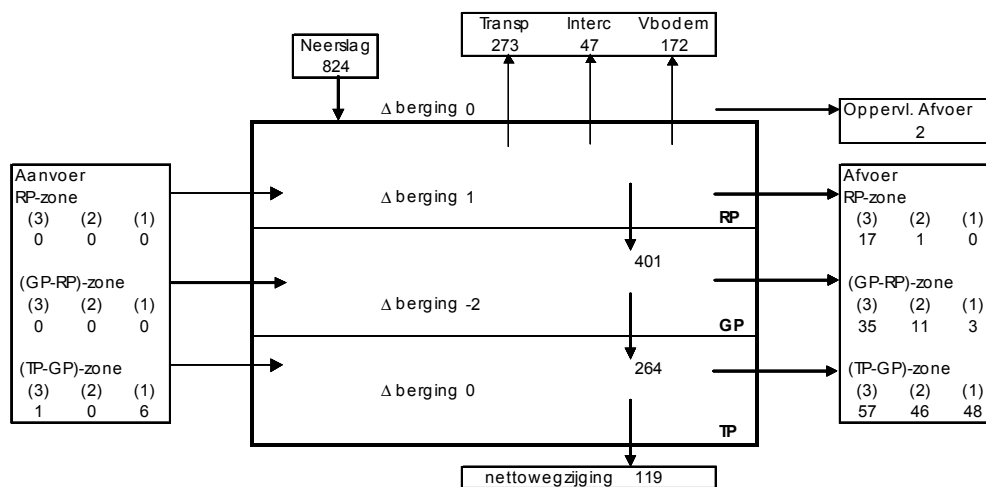 Transp Interc Vbodem
273 47 172
Neerslag
824
Δ berging 0
Oppervl. Afvoer
2
Aanvoer
RP-zone
(3) (2) (1)
0 0 0
(GP-RP)-zone
(3) (2) (1)
0 0 0
(TP-GP)-zone
(3) (2) (1)
1 0 6
Δ berging 1
RP
401
Δ berging -2
GP
264
Δ berging 0
TP
Afvoer
RP-zone
(3) (2) (1)
17 1 0
(GP-RP)-zone
(3) (2) (1)
35 11 3
(TP-GP)-zone
(3) (2) (1)
57 46 48
nettowegzijging 119